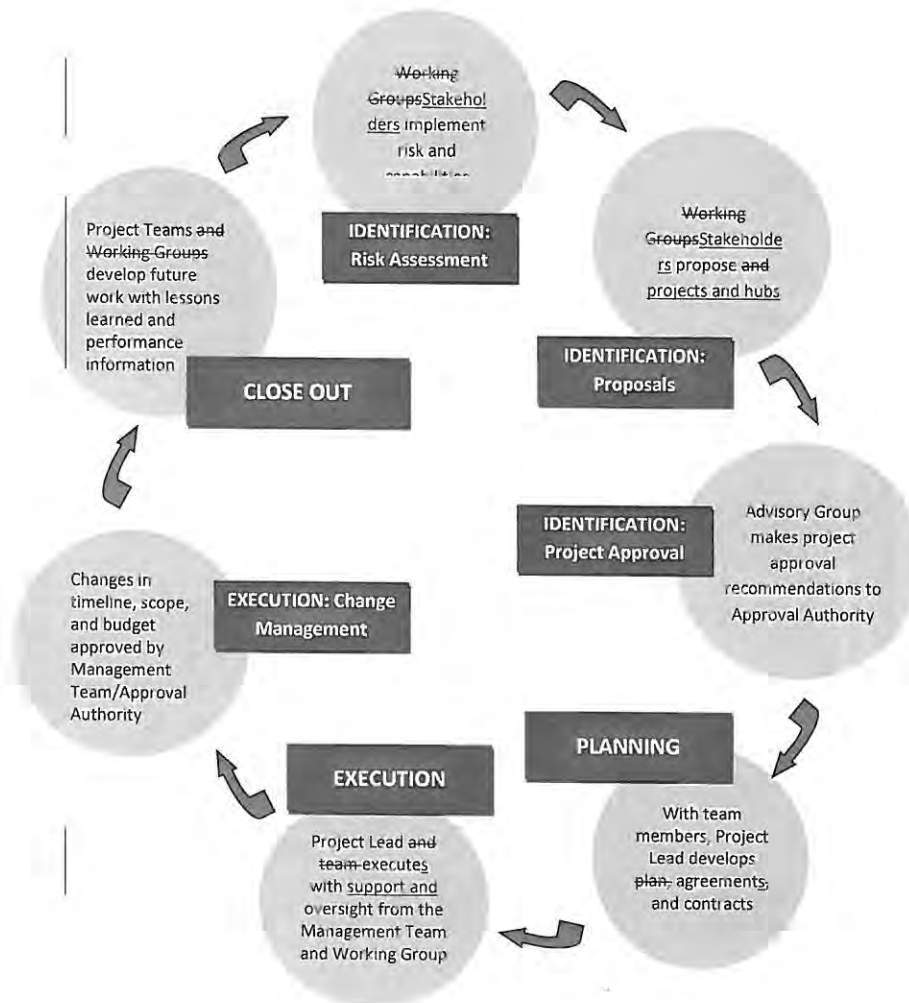 Working
GroupsStakehol
ders implement
risk and
IDENTIFICATION:
Risk Assessment
Working
GroupsStakeholde
rs propose and
projects and hubs
IDENTIFICATION:
Proposals
Advisory Group
makes project
approval
recommendations to
Approval Authority
IDENTIFICATION:
Project Approval
PLANNING
With team
members, Project
Lead develops
plan, agreements,
and contracts
EXECUTION
Project Lead and
team executes
with support and
oversight from the
Management Team
and Working Group
EXECUTION: Change
Management
Changes in
timeline, scope,
and budget
approved by
Management
Team/Approval
Authority
Project Teams and
Working Groups
develop future
work with lessons
learned and
performance
information
CLOSE OUT